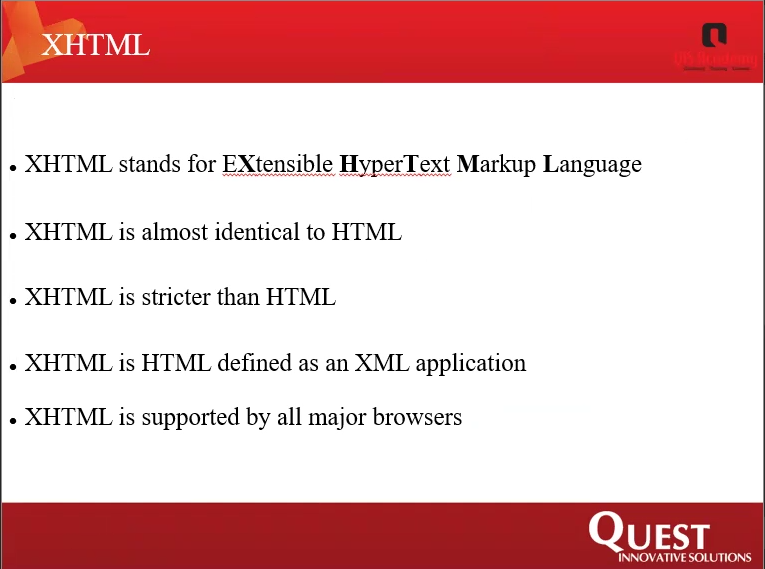 XHTML
• XHTML stands for EXtensible HyperText Markup Language
• XHTML is almost identical to HTML
• XHTML is stricter than HTML
• XHTML is HTML defined as an XML application
• XHTML is supported by all major browsers
QUEST
INNOVATIVE SOLUTIONS